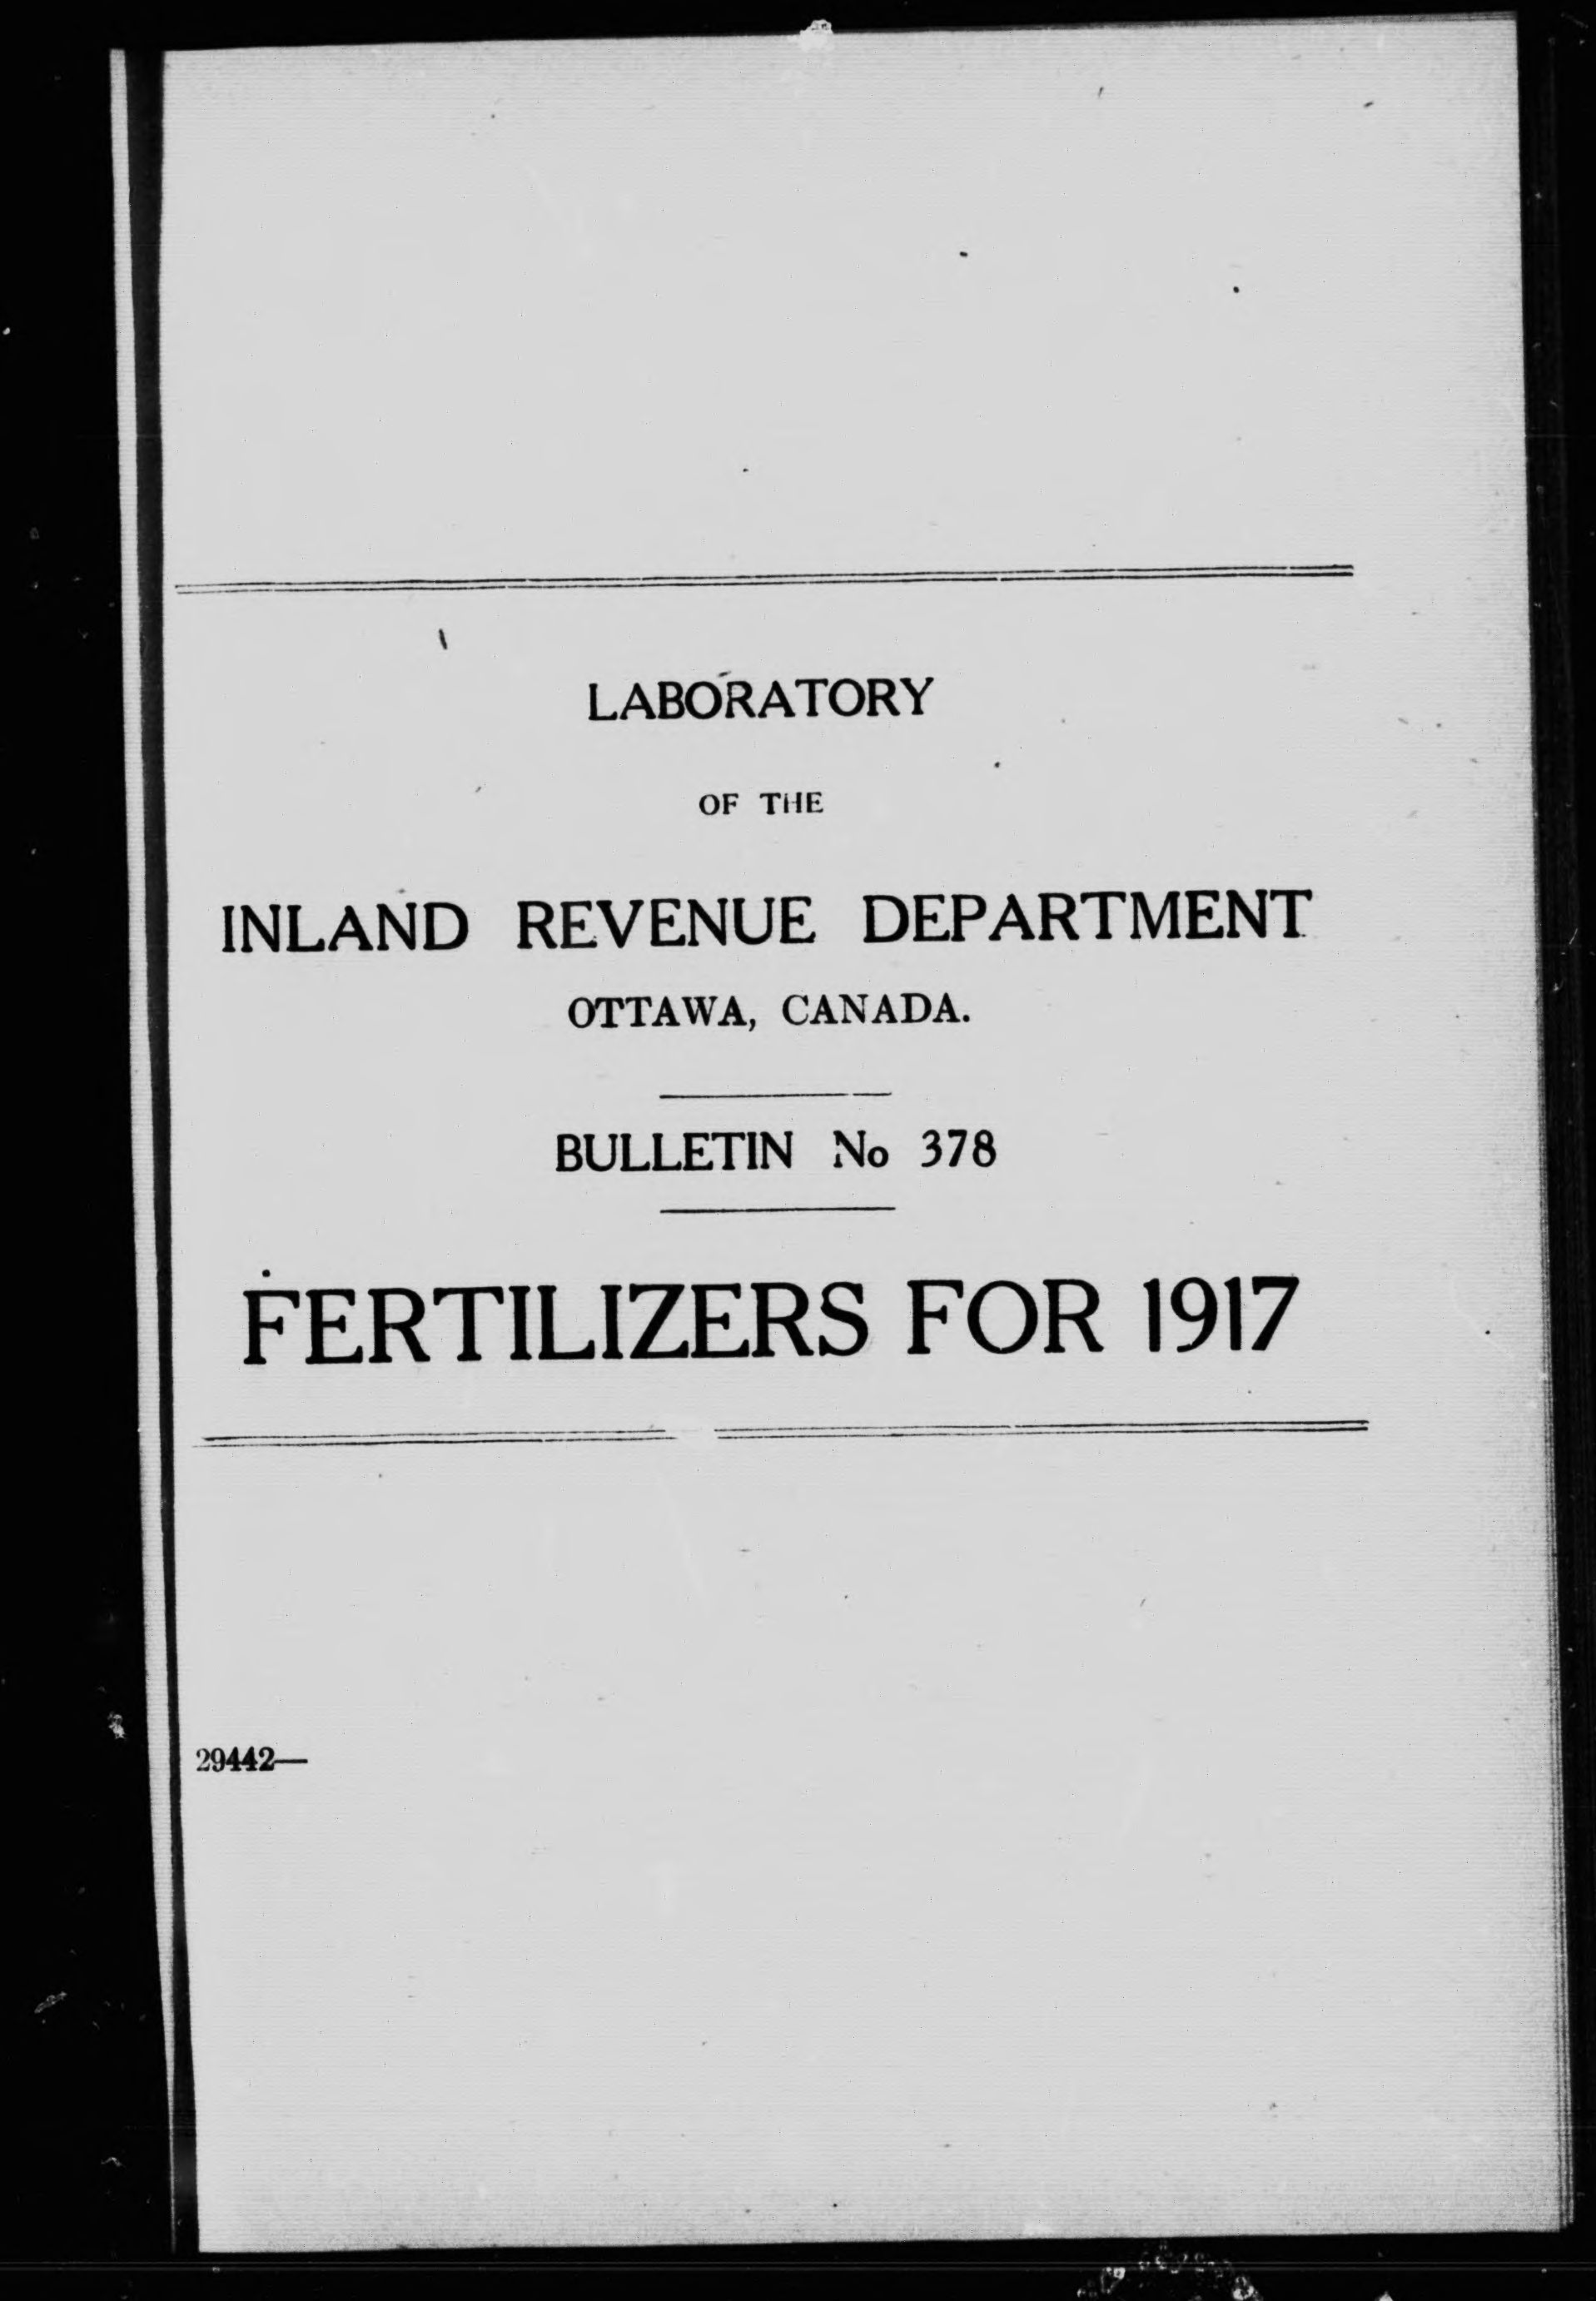 LABORATORY
OF THE
INLAND REVENUE DEPARTMENT
OTTAWA, CANADA.
BULLETIN No 378
FERTILIZERS FOR 1917
29442—